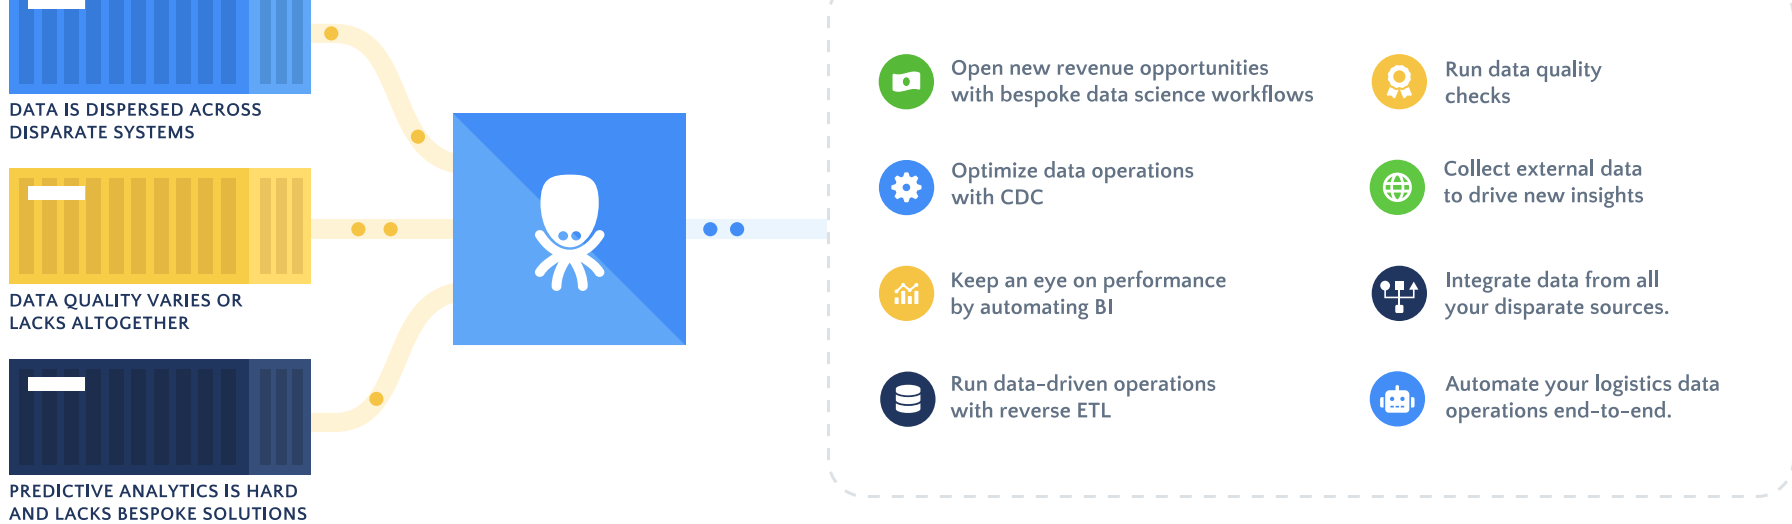 DATA IS DISPERSED ACROSS
DISPARATE SYSTEMS
DATA QUALITY VARIES OR
LACKS ALTOGETHER
PREDICTIVE ANALYTICS IS HARD
AND LACKS BESPOKE SOLUTIONS
Open new revenue opportunities
with bespoke data science workflows
Optimize data operations
with CDC
Keep an eye on performance
by automating BI
Run data-driven operations
with reverse ETL
Run data quality
checks
Collect external data
to drive new insights
Integrate data from all
your disparate sources.
Automate your logistics data
operations end-to-end.